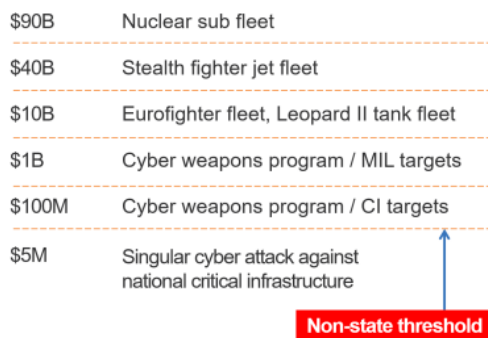 $90B Nuclear sub fleet
$40B Stealth fighter jet fleet
$10B Eurofighter fleet, Leopard II tank fleet
$1B Cyber weapons program / MIL targets
$100M Cyber weapons program / CI targets
$5M Singular cyber attack against
national critical infrastructure
Non-state threshold